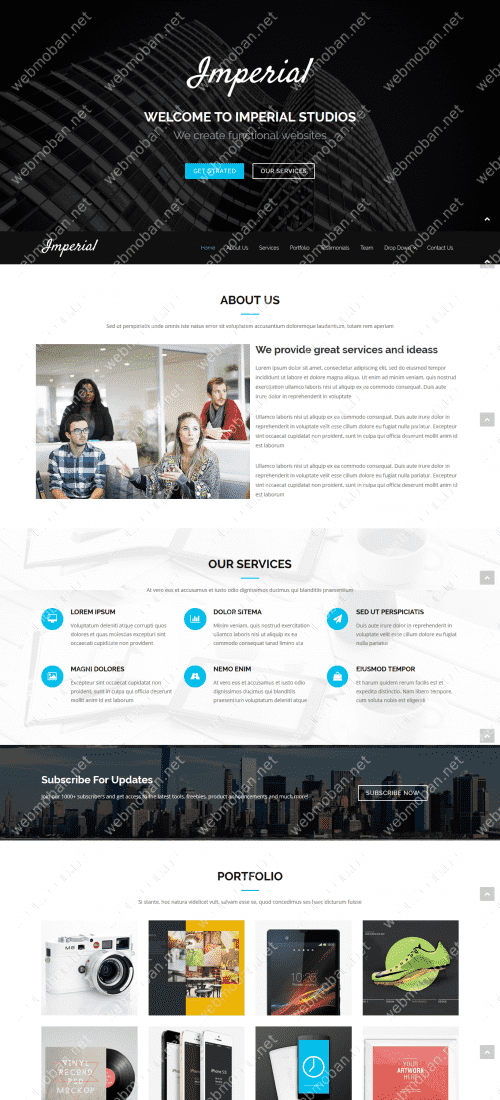 Imperial
WELCOME TO IMPERIAL STUDIOS
We create functional websites
GET STRATED
OUR SERVICES
Imperial
Home About Us Services Portfolio Testimonials Team Drop Down Contact Us
ABOUT US
Sed ut perspiciatis unde omnis iste natus error sit voluptatem accusantium doloremque laudantium, totam rem aperiam
We provide great services and ideass
Lorem ipsum dolor sit amet, consectetur adipiscing elit, sed do eiusmod tempor
incididunt ut labore et dolore magna aliqua. Ut enim ad minim veniam, quis nostrud
exercitation ullamco laboris nisi ut aliquip ex ea commodo consequat. Duis aute
irure dolor in reprehenderit in voluptate
Ullamco laboris nisi ut aliquip ex ea commodo consequat. Duis aute irure dolor in
reprehenderit in voluptate velit esse cillum dolore eu fugiat nulla pariatur. Excepteur
sint occaecat cupidatat non proident, sunt in culpa qui officia deserunt mollit anim id
est laborum
Ullamco laboris nisi ut aliquip ex ea commodo consequat. Duis aute irure dolor in
reprehenderit in voluptate velit esse cillum dolore eu fugiat nulla pariatur. Excepteur
sint occaecat cupidatat non proident, sunt in culpa qui officia deserunt mollit anim id
est laborum
OUR SERVICES
At vero eos et accusamus et iusto odio dignissimos ducimus qui blanditiis praesentium
LOREM IPSUM
Voluptatum deleniti atque corrupti quos
dolores et quas molestias excepturi sint
occaecati cupiditate non provident
DOLOR SITEMA
Minim veniam, quis nostrud exercitation
ullamco laboris nisi ut aliquip ex ea
commodo consequat tarad limino ata
SED UT PERSPICIATIS
Duis aute irure dolor in reprehenderit in
voluptate velit esse cillum dolore eu fugiat
nulla pariatur
MAGNI DOLORES
Excepteur sint occaecat cupidatat non
proident, sunt in culpa qui officia deserunt
mollit anim id est laborum
NEMO ENIM
At vero eos et accusamus et iusto odio
dignissimos ducimus qui blanditiis
praesentium voluptatum deleniti atque
EIUSMOD TEMPOR
Et harum quidem rerum facilis est et
expedita distinctio. Nam libero tempore,
cum soluta nobis est eligendi
Subscribe For Updates
Join our 1000+ subscribers and get access to the latest tools, freebies, product announcements and much more!
SUBSCRIBE NOW
PORTFOLIO
Si stante, hoc natura videlicet vult, salvam esse se, quod concedimus ses haec dicturum fuisse
VINYL
RECORD
PSD
MOCKUP
YOUR
ARTWORK
HERE
webmoban.net